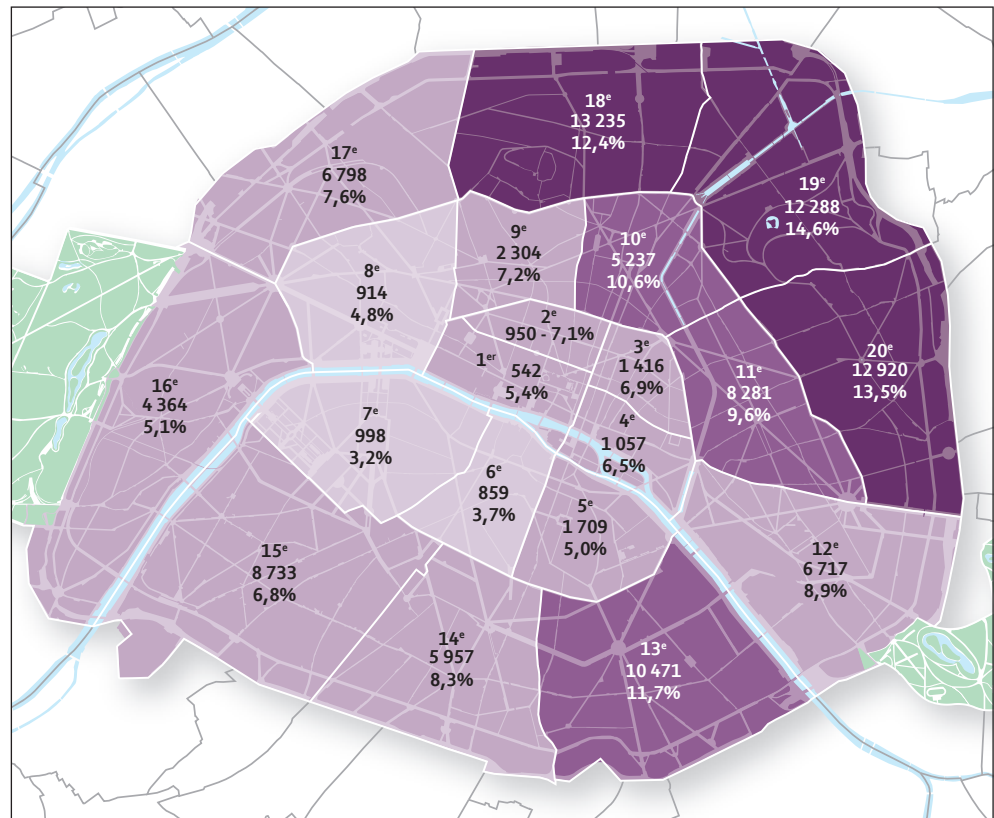 18e
13 235
12,4%
17e
6 798
7,6%
19e
12 288
14,6%
9e
2 304
7,2%
10e
5 237
10,6%
8e
914
4,8%
2e
950 - 7,1%
3e
1 416
6,9%
1er
542
5,4%
20e
12 920
13,5%
11e
8 281
9,6%
16e
4 364
5,1%
7e
998
3,2%
4e
1 057
6,5%
6e
859
3,7%
5e
1 709
5,0%
15e
8 733
6,8%
12e
6 717
8,9%
14e
5 957
8,3%
13e
10 471
11,7%